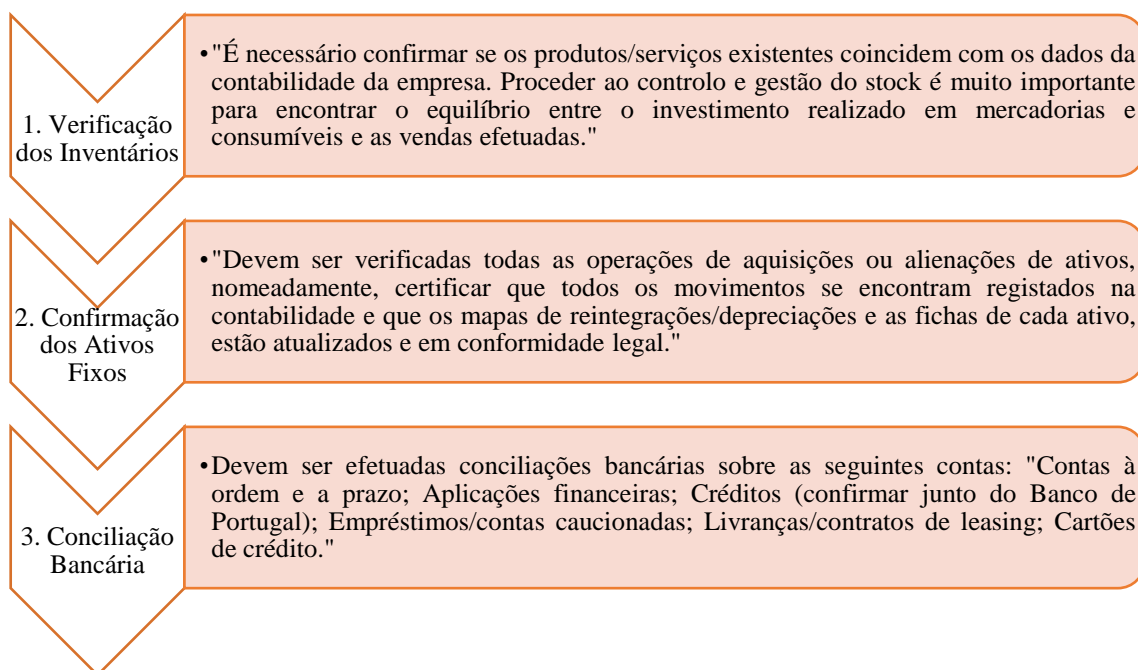 1. Verificação
dos Inventários
•"É necessário confirmar se os produtos/serviços existentes coincidem com os dados da
contabilidade da empresa. Proceder ao controlo e gestão do stock é muito importante
para encontrar o equilíbrio entre o investimento realizado em mercadorias e
consumíveis e as vendas efetuadas."
2. Confirmação
dos Ativos
Fixos
•"Devem ser verificadas todas as operações de aquisições ou alienações de ativos,
nomeadamente, certificar que todos os movimentos se encontram registados na
contabilidade e que os mapas de reintegrações/depreciações e as fichas de cada ativo,
estão atualizados e em conformidade legal."
3. Conciliação
Bancária
•Devem ser efetuadas conciliações bancárias sobre as seguintes contas: "Contas à
ordem e a prazo; Aplicações financeiras; Créditos (confirmar junto do Banco de
Portugal); Empréstimos/contas caucionadas; Livranças/contratos de leasing; Cartões
de crédito."